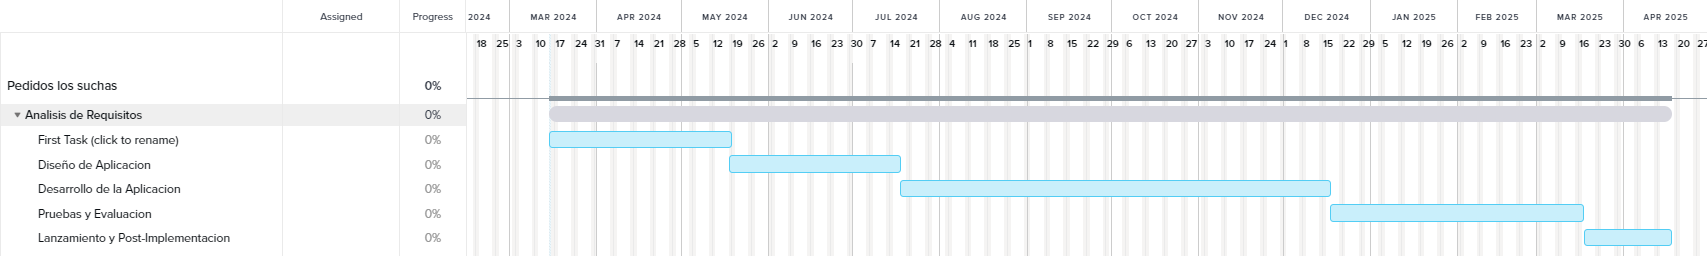 Assigned Progress 2024 MAR 2024 APR 2024 MAY 2024 JUN 2024 JUL 2024 AUG 2024 SEP 2024 OCT 2024 NOV 2024 DEC 2024 JAN 2025 FEB 2025 MAR 2025 APR 2025
18 25 3 10 17 24 31 7 14 21 28 5 12 19 26 2 9 16 23 30 7 14 21 28 4 11 18 25 1 8 15 22 29 6 13 20 27 3 10 17 24 1 8 15 22 29 5 12 19 26 2 9 16 23 2 9 16 23 30 6 13 20 27
Pedidos los suchas 0%
Analisis de Requisitos 0%
First Task (click to rename) 0%
Diseño de Aplicacion 0%
Desarrollo de la Aplicacion 0%
Pruebas y Evaluacion 0%
Lanzamiento y Post-Implementacion 0%